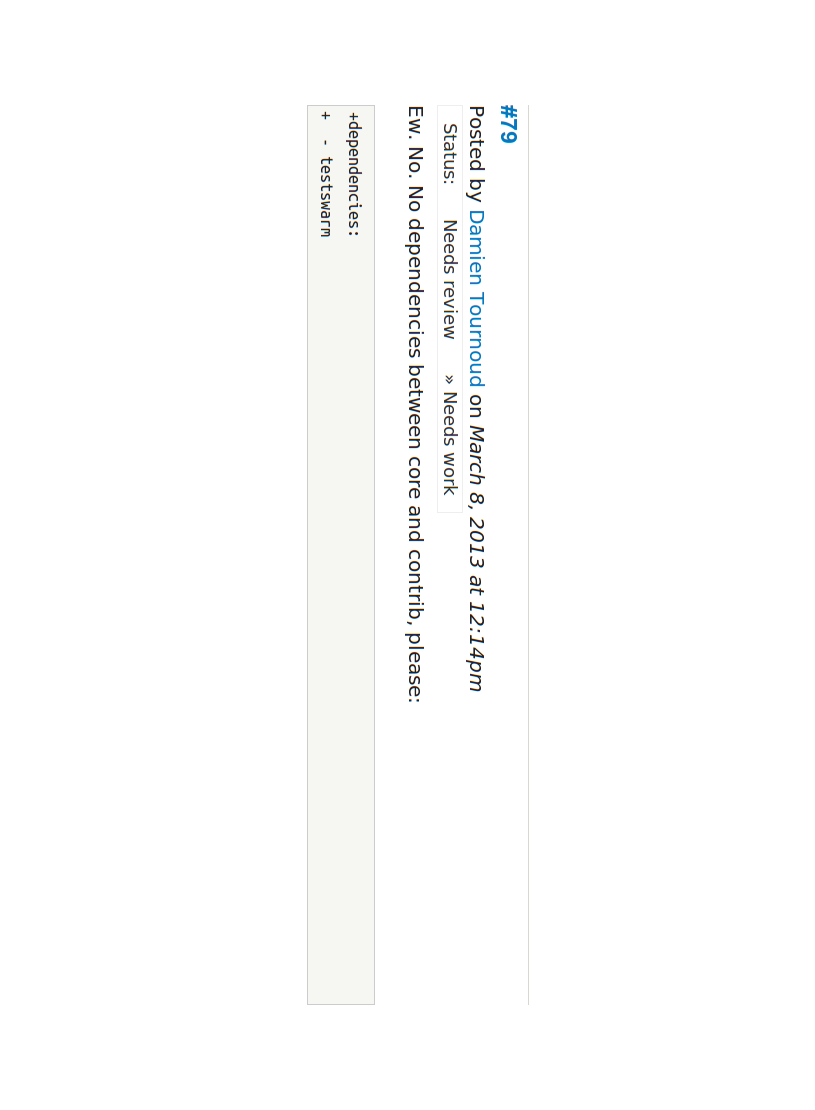 #79
Posted by Damien Tournoud on March 8, 2013 at 12:14pm
Status: Needs review » Needs work
Ew. No. No dependencies between core and contrib, please:
+dependencies:
+  - testswarm